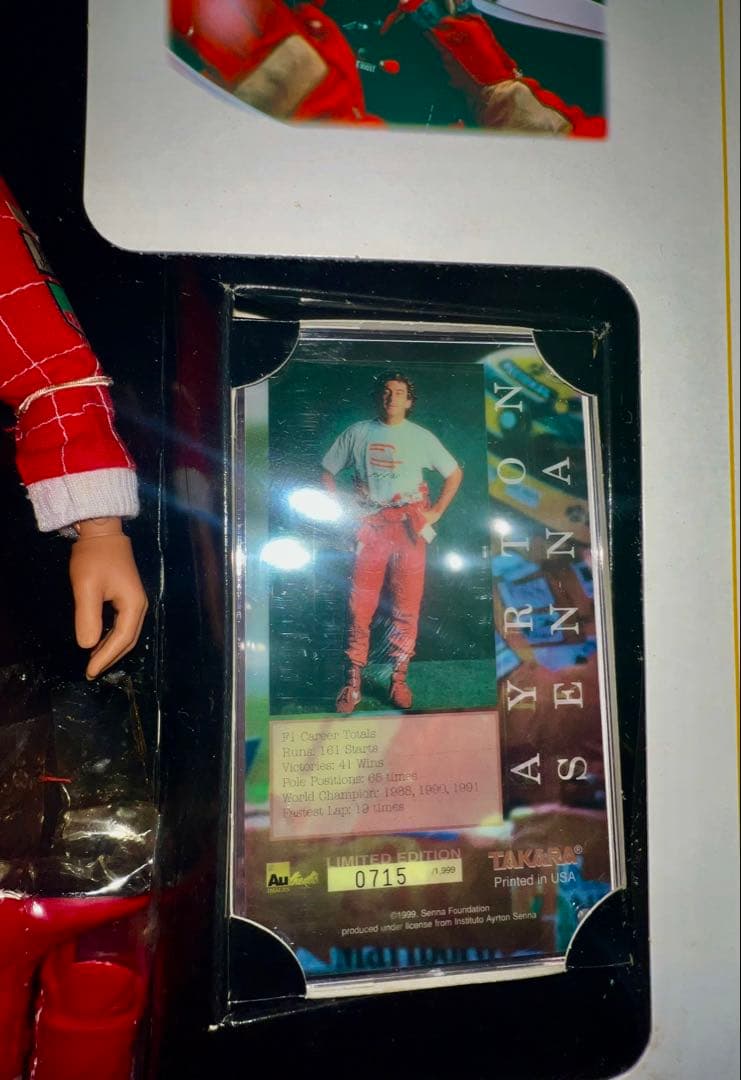 AYRTON
SENNA
F1 Career Totals
Runs: 161 Starts
Victories: 41 Wins
Pole Positions: 65 times
World Champion: 1988, 1990, 1991
Fastest Lap: 19 times
LIMITED EDITION
0715 /1,999
Au
TAKARA®
Printed in USA
©1999. Senna Foundation
produced under license from Instituto Ayrton Senna
Marlboro